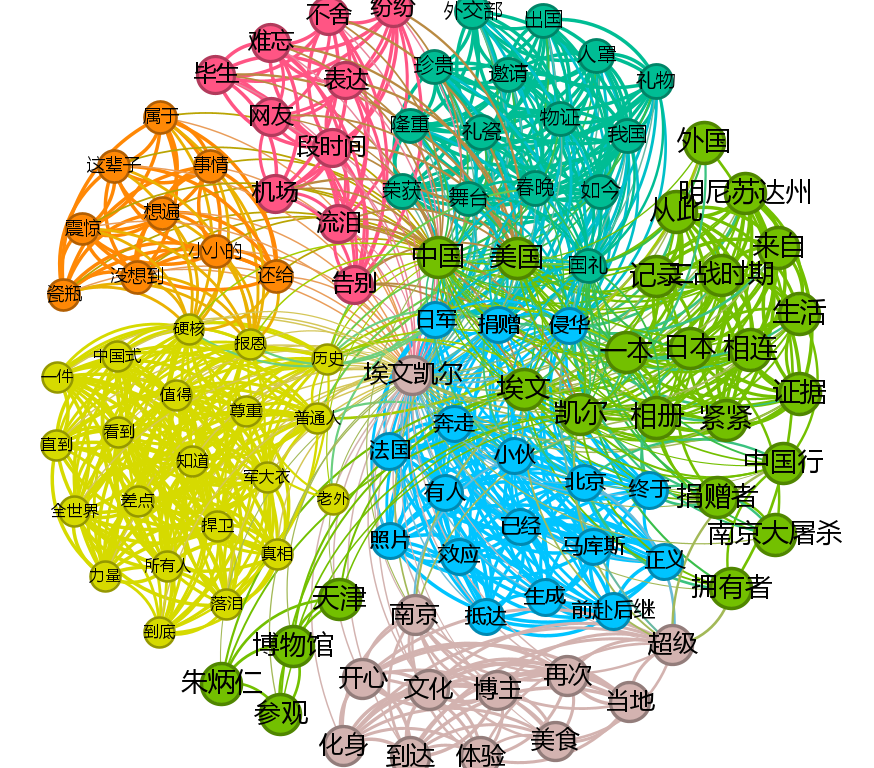 不舍
纷纷
外交部
出国
难忘
人罩
毕生
表达
珍贵
邀请
礼物
属于
网友
隆重
礼瓷
物证
我国
外国
这辈子
事情
段时间
荣获
舞台
春晚
如今
明尼苏达州
机场
从此
震惊
想遍
流泪
来自
小小的
中国
美国
国礼
记录
二战时期
没想到
还给
告别
瓷瓶
生活
硬核
日军
捐赠
侵华
中国式
报恩
历史
一本
日本
相连
一件
埃文凯尔
值得
埃文
证据
尊重
普通人
凯尔
相册
紧紧
看到
奔走
直到
法国
小伙
知道
中国行
军大衣
北京
终于
有人
捐赠者
全世界
差点
老外
捍卫
已经
南京大屠杀
照片
马库斯
真相
效应
正义
所有人
力量
拥有者
天津
生成
落泪
南京
抵达
前赴后继
到底
博物馆
超级
朱炳仁
开心
文化
博主
再次
当地
参观
化身
到达
体验
美食